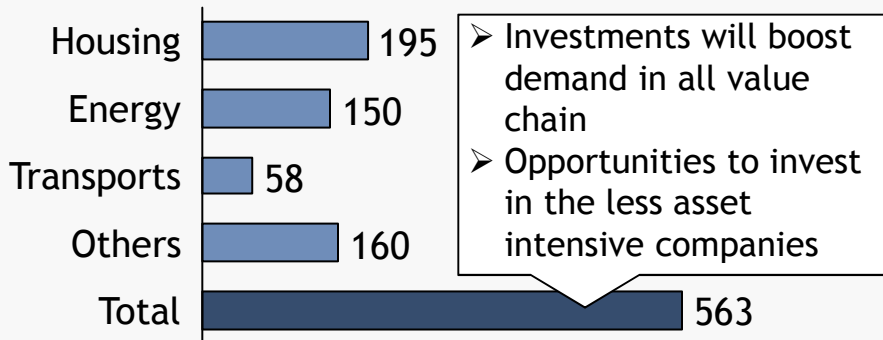 Housing 195
Energy 150
Transports 58
Others 160
Total 563
➢ Investments will boost
demand in all value
chain
➢ Opportunities to invest
in the less asset
intensive companies